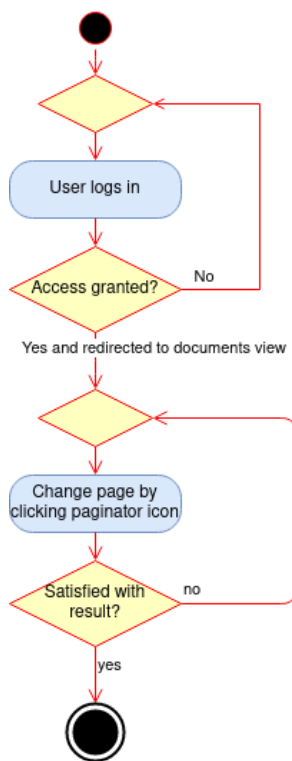 User logs in
Access granted?
No
Yes and redirected to documents view
Change page by
clicking paginator icon
Satisfied with
result?
no
yes